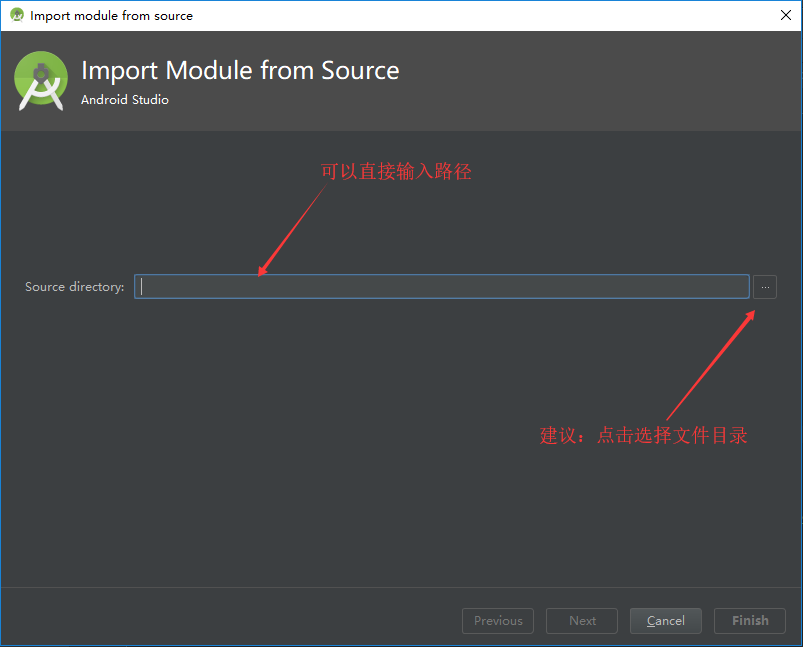 Import module from source
Import Module from Source
Android Studio
可以直接输入路径
Source directory:
...
建议：点击选择文件目录
Previous
Next
Cancel
Finish